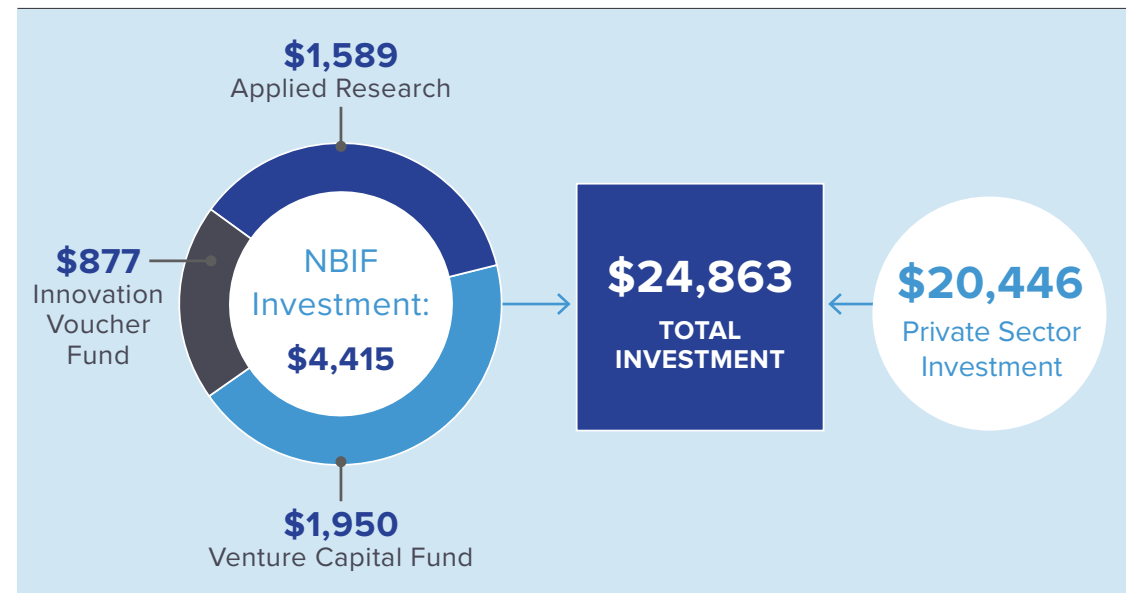 $1,589
Applied Research
$877
Innovation
Voucher
Fund
NBIF
Investment:
$4,415
$1,950
Venture Capital Fund
$24,863
TOTAL
INVESTMENT
$20,446
Private Sector
Investment